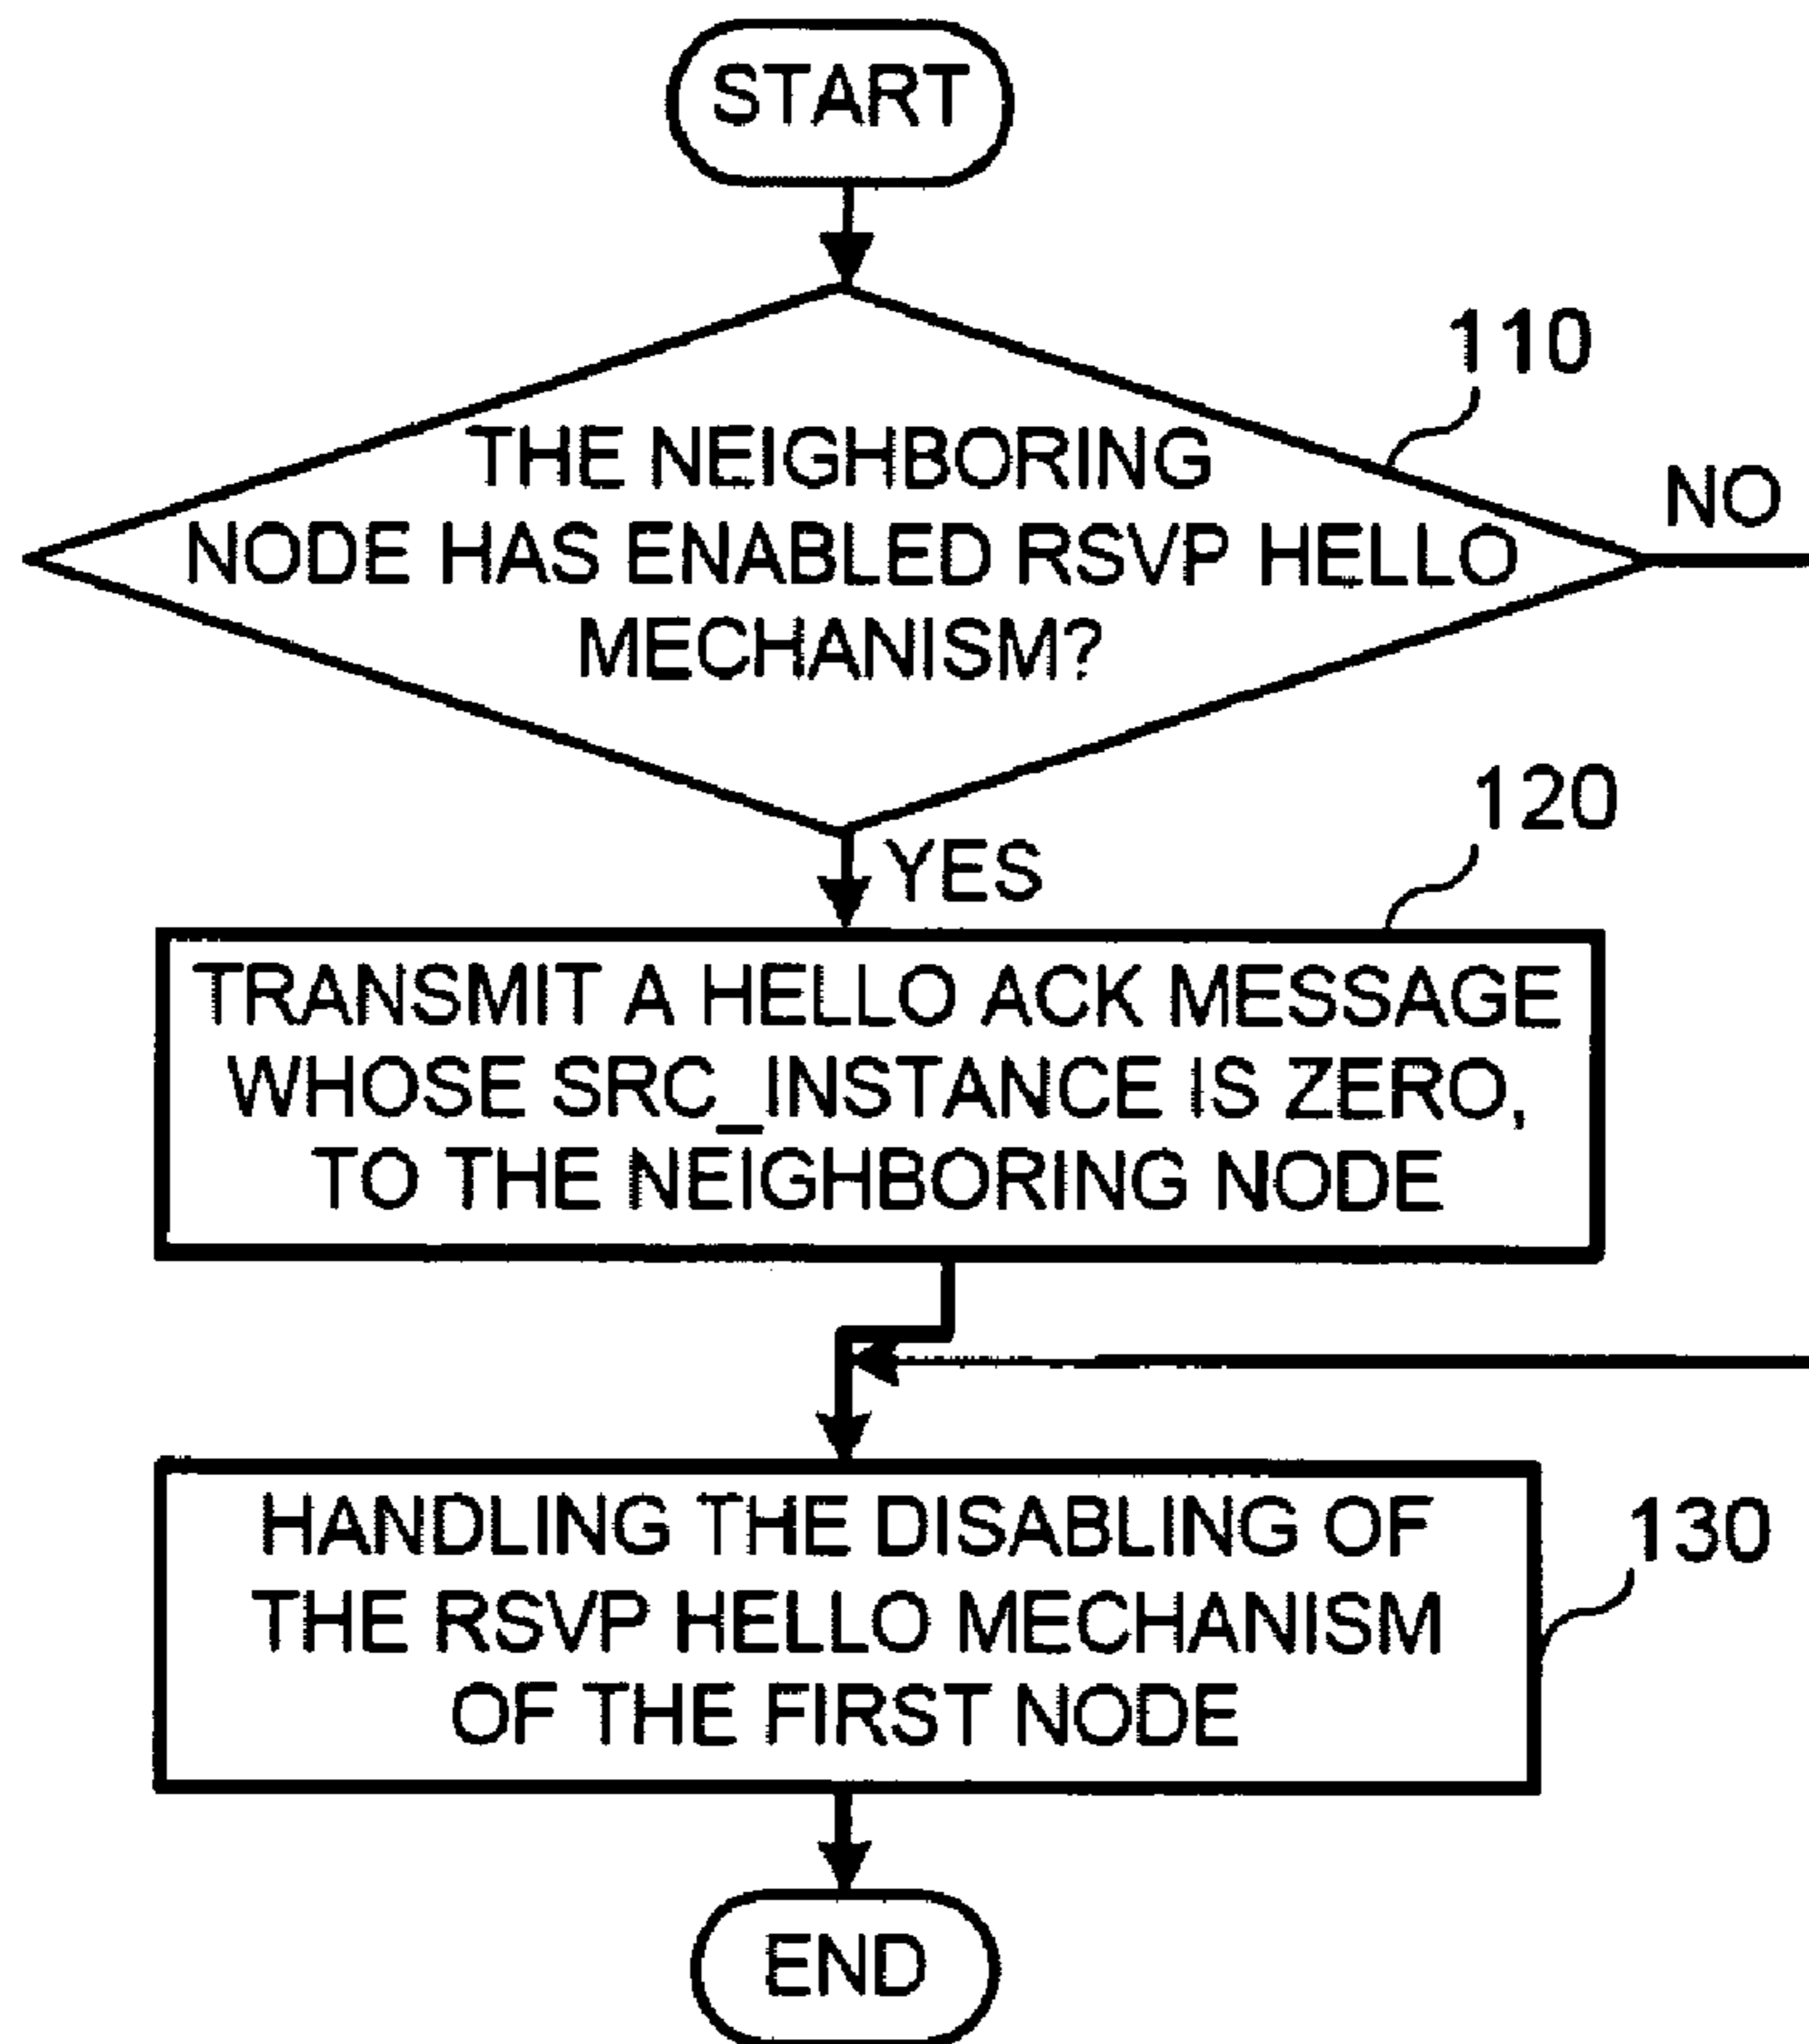 START
110
THE NEIGHBORING
NODE HAS ENABLED RSVP HELLO
MECHANISM?
NO
120
YES
TRANSMIT A HELLO ACK MESSAGE
WHOSE SRC_INSTANCE IS ZERO,
TO THE NEIGHBORING NODE
HANDLING THE DISABLING OF
THE RSVP HELLO MECHANISM
OF THE FIRST NODE
130
END